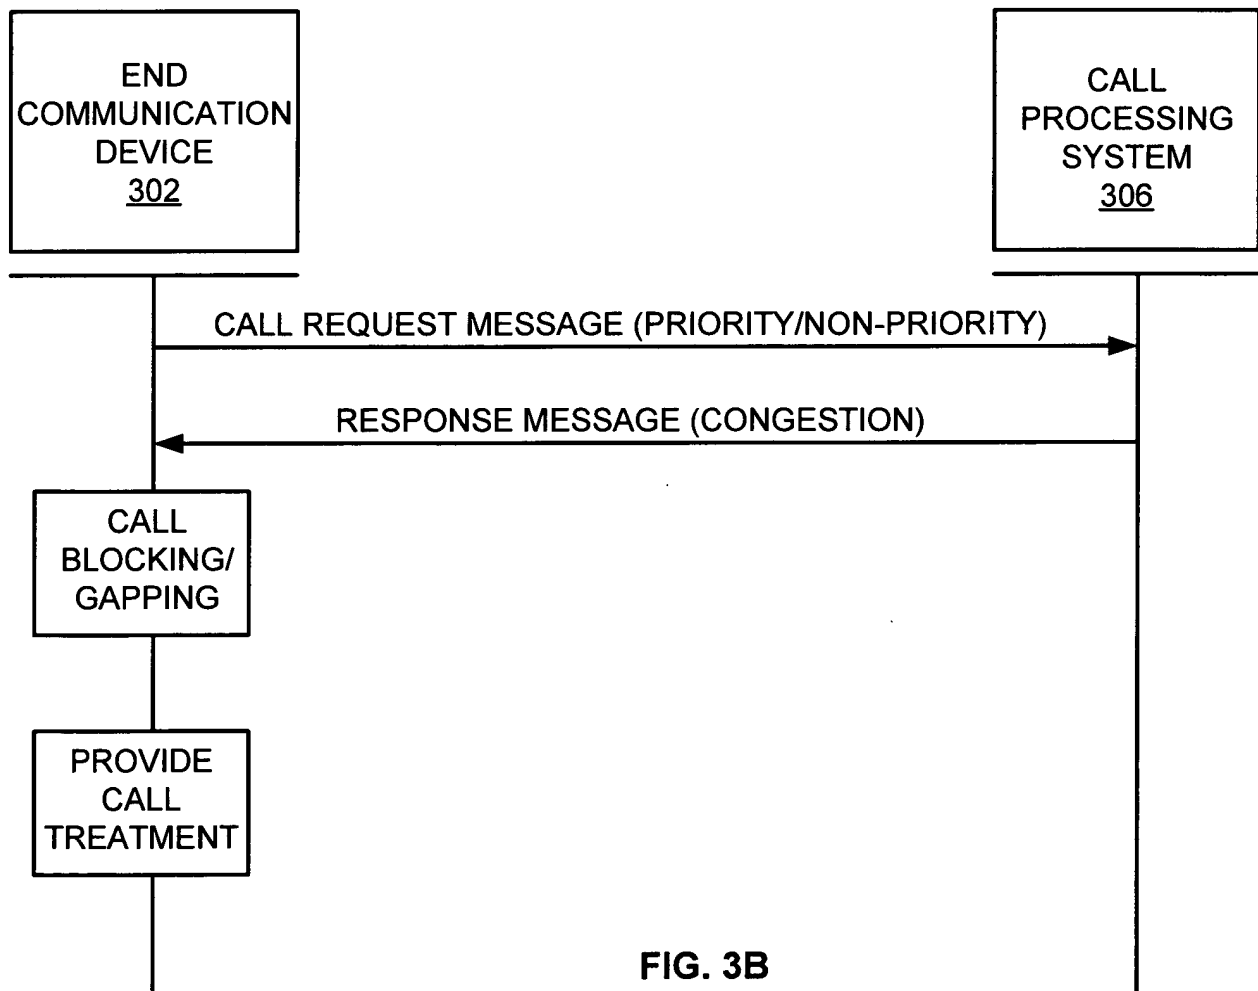 END
COMMUNICATION
DEVICE
302
CALL
PROCESSING
SYSTEM
306
CALL REQUEST MESSAGE (PRIORITY/NON-PRIORITY)
RESPONSE MESSAGE (CONGESTION)
CALL
BLOCKING/
GAPPING
PROVIDE
CALL
TREATMENT
FIG. 3B